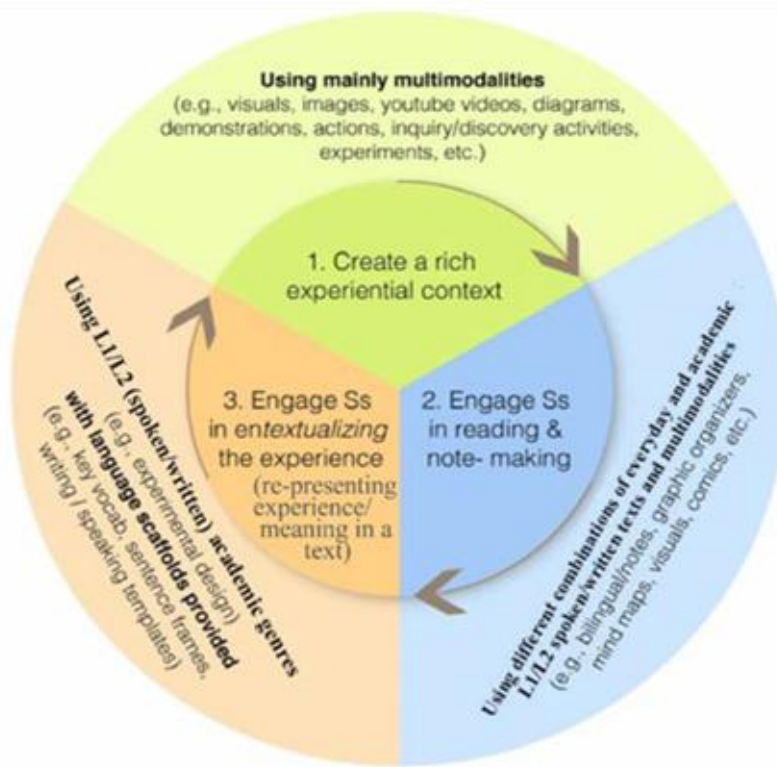 Using mainly multimodalities
(e.g., visuals, images, youtube videos, diagrams,
demonstrations, actions, inquiry/discovery activities,
experiments, etc.)
1. Create a rich
experiential context
2. Engage Ss
in reading &
note- making
Using different combinations of everyday and academic
L1/L2 spoken/written texts and multimodalities
(e.g., bilingual/notes, graphic organizers,
mind maps, visuals, comics, etc.)
3. Engage Ss
in entextualizing
the experience
(re-presenting
experience/
meaning in a
text)
Using L1/L2 (spoken/written) academic genres
(e.g., experimental design)
with language scaffolds provided
(e.g., key vocab, sentence frames,
writing / speaking templates)